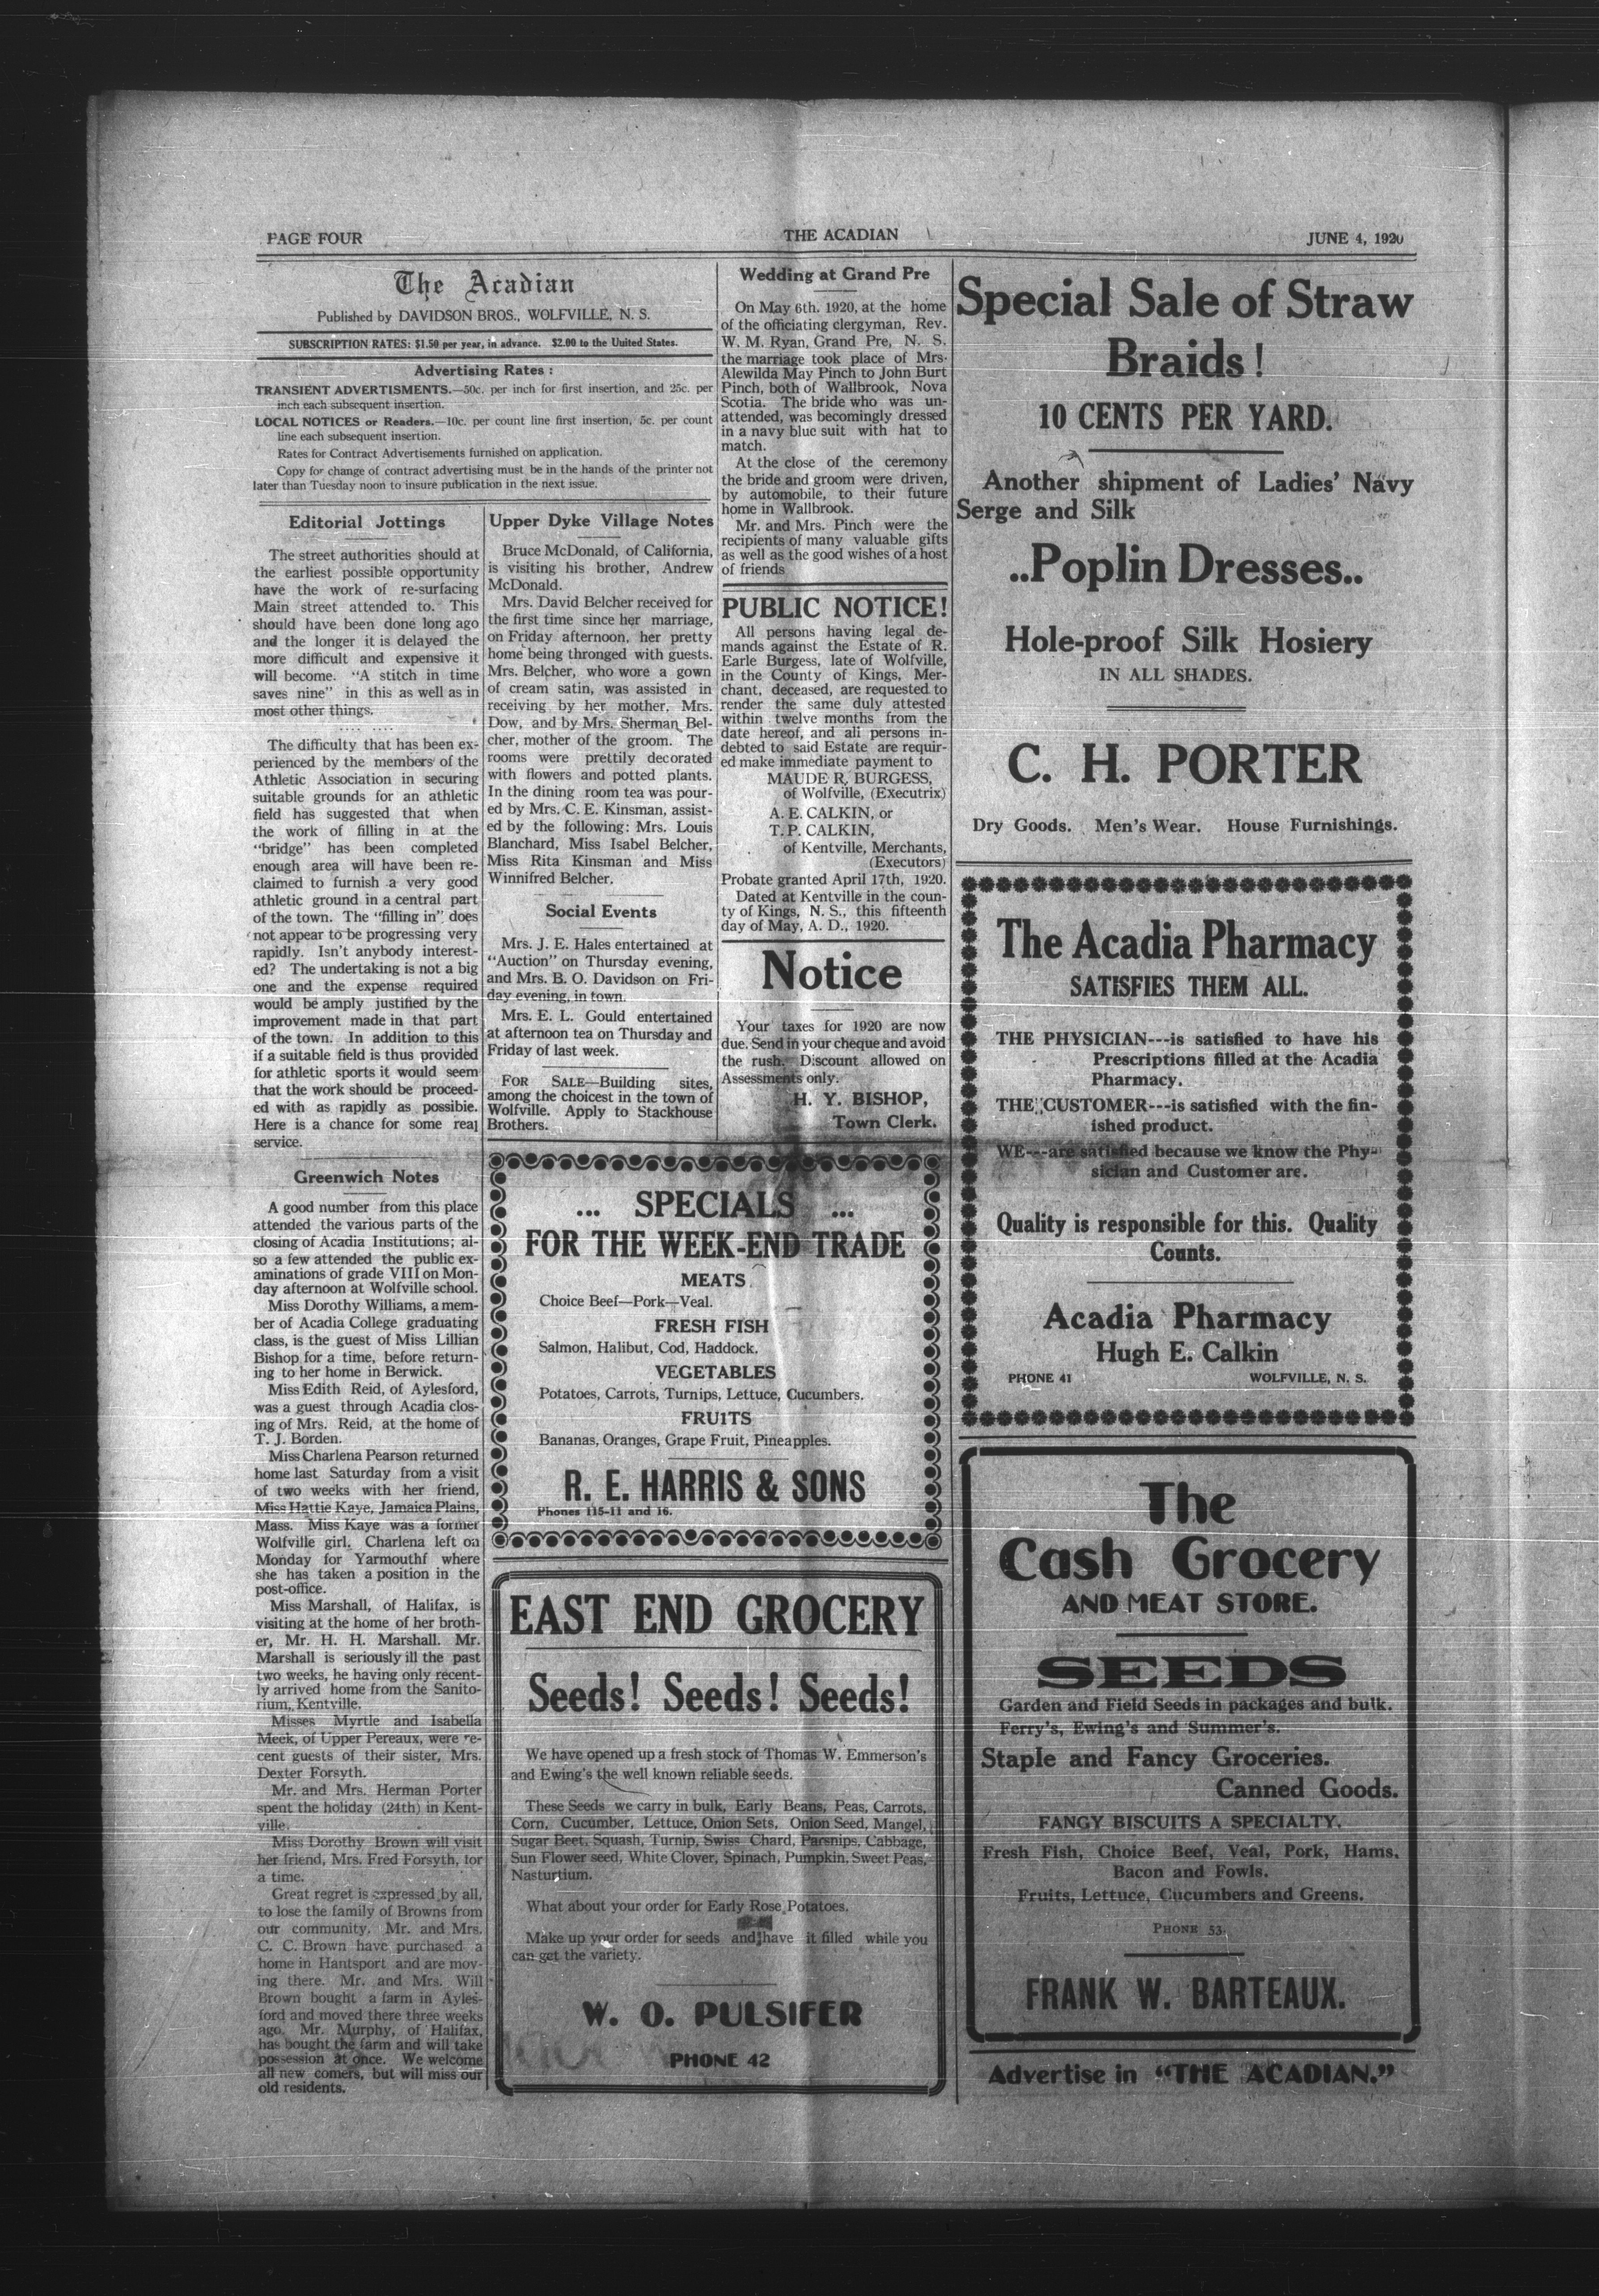 PAGE FOUR
THE ACADIAN
JUNE 4, 1920
The Acadian
Published by DAVIDSON BROS., WOLFVILLE, N. S.
SUBSCRIPTION RATES: $1.50 per year, in advance. $2.00 to the Uuited States.
Advertising Rates :
TRANSIENT ADVERTISMENTS.—50c. per inch for first insertion, and 25c. per
inch each subsequent insertion.
LOCAL NOTICES or Readers.—10c. per count line first insertion, 5c. per count
line each subsequent insertion.
Rates for Contract Advertisements furnished on application.
Copy for change of contract advertising must be in the hands of the printer not
later than Tuesday noon to insure publication in the next issue.
Editorial Jottings
The street authorities should at
the earliest possible opportunity
have the work of re-surfacing
Main street attended to. This
should have been done long ago
and the longer it is delayed the
more difficult and expensive it
will become. "A stitch in time
saves nine" in this as well as in
most other things.
.... ....
The difficulty that has been ex-
perienced by the members of the
Athletic Association in securing
suitable grounds for an athletic
field has suggested that when
the work of filling in at the
"bridge" has been completed
enough area will have been re-
claimed to furnish a very good
athletic ground in a central part
of the town. The "filling in" does
not appear to be progressing very
rapidly. Isn't anybody interest-
ed? The undertaking is not a big
one and the expense required
would be amply justified by the
improvement made in that part
of the town. In addition to this
if a suitable field is thus provided
for athletic sports it would seem
that the work should be proceed-
ed with as rapidly as possibie.
Here is a chance for some real
service.
Greenwich Notes
A good number from this place
attended the various parts of the
closing of Acadia Institutions; al-
so a few attended the public ex-
aminations of grade VIII on Mon-
day afternoon at Wolfville school.
Miss Dorothy Williams, a mem-
ber of Acadia College graduating
class, is the guest of Miss Lillian
Bishop for a time, before return-
ing to her home in Berwick.
Miss Edith Reid, of Aylesford,
was a guest through Acadia clos-
ing of Mrs. Reid, at the home of
T. J. Borden.
Miss Charlena Pearson returned
home last Saturday from a visit
of two weeks with her friend,
Miss Hattie Kaye, Jamaica Plains,
Mass. Miss Kaye was a former
Wolfville girl. Charlena left on
Monday for Yarmouthf where
she has taken a position in the
post-office.
Miss Marshall, of Halifax, is
visiting at the home of her broth-
er, Mr. H. H. Marshall. Mr.
Marshall is seriously ill the past
two weeks, he having only recent-
ly arrived home from the Sanito-
rium, Kentville.
Misses Myrtle and Isabella
Meek, of Upper Pereaux, were re-
cent guests of their sister, Mrs.
Dexter Forsyth.
Mr. and Mrs. Herman Porter
spent the holiday (24th) in Kent-
ville.
Miss Dorothy Brown will visit
her friend, Mrs. Fred Forsyth, for
a time.
Great regret is expressed by all,
to lose the family of Browns from
our community. Mr. and Mrs.
C. C. Brown have purchased a
home in Hantsport and are mov-
ing there. Mr. and Mrs. Will
Brown bought a farm in Ayles-
ford and moved there three weeks
ago. Mr. Murphy, of Halifax,
has bought the farm and will take
possession at once. We welcome
all new comers, but will miss our
old residents.
Upper Dyke Village Notes
Bruce McDonald, of California,
is visiting his brother, Andrew
McDonald.
Mrs. David Belcher received for
the first time since her marriage,
on Friday afternoon, her pretty
home being thronged with guests.
Mrs. Belcher, who wore a gown
of cream satin, was assisted in
receiving by her mother, Mrs.
Dow, and by Mrs. Sherman Bel-
cher, mother of the groom. The
rooms were prettily decorated
with flowers and potted plants.
In the dining room tea was pour-
ed by Mrs. C. E. Kinsman, assist-
ed by the following: Mrs. Louis
Blanchard, Miss Isabel Belcher,
Miss Rita Kinsman and Miss
Winnifred Belcher.
Social Events
Mrs. J. E. Hales entertained at
"Auction" on Thursday evening,
and Mrs. B. O. Davidson on Fri-
day evening, in town.
Mrs. E. L. Gould entertained
at afternoon tea on Thursday and
Friday of last week.
FOR SALE—Building sites,
among the choicest in the town of
Wolfville. Apply to Stackhouse
Brothers.
Wedding at Grand Pre
On May 6th. 1920, at the home
of the officiating clergyman, Rev.
W. M. Ryan, Grand Pre, N. S.
the marriage took place of Mrs.
Alewilda May Pinch to John Burt
Pinch, both of Wallbrook, Nova
Scotia. The bride who was un-
attended, was becomingly dressed
in a navy blue suit with hat to
match.
At the close of the ceremony
the bride and groom were driven,
by automobile, to their future
home in Wallbrook.
Mr. and Mrs. Pinch were the
recipients of many valuable gifts
as well as the good wishes of a host
of friends
PUBLIC NOTICE!
All persons having legal de-
mands against the Estate of R.
Earle Burgess, late of Wolfville,
in the County of Kings, Mer-
chant, deceased, are requested to
render the same duly attested
within twelve months from the
date hereof, and all persons in-
debted to said Estate are requir-
ed make immediate payment to
MAUDE R. BURGESS,
of Wolfville, (Executrix)
A. E. CALKIN, or
T. P. CALKIN,
of Kentville, Merchants,
(Executors)
Probate granted April 17th, 1920.
Dated at Kentville in the coun-
ty of Kings, N. S., this fifteenth
day of May, A. D., 1920.
Notice
Your taxes for 1920 are now
due. Send in your cheque and avoid
the rush. Discount allowed on
Assessments only.
H. Y. BISHOP,
Town Clerk.
... SPECIALS ...
FOR THE WEEK-END TRADE
MEATS
Choice Beef—Pork—Veal.
FRESH FISH
Salmon, Halibut, Cod, Haddock.
VEGETABLES
Potatoes, Carrots, Turnips, Lettuce, Cucumbers.
FRU1TS
Bananas, Oranges, Grape Fruit, Pineapples.
R. E. HARRIS & SONS
Phones 115-11 and 16.
EAST END GROCERY
Seeds! Seeds! Seeds!
We have opened up a fresh stock of Thomas W. Emmerson's
and Ewing's the well known reliable seeds.
These Seeds we carry in bulk, Early Beans, Peas, Carrots,
Corn, Cucumber, Lettuce, Onion Sets, Onion Seed, Mangel,
Sugar Beet, Squash, Turnip, Swiss Chard, Parsnips, Cabbage,
Sun Flower seed, White Clover, Spinach, Pumpkin, Sweet Peas,
Nasturtium.
What about your order for Early Rose Potatoes.
Make up your order for seeds and have it filled while you
can get the variety.
W. O. PULSIFER
PHONE 42
Special Sale of Straw
Braids !
10 CENTS PER YARD.
Another shipment of Ladies' Navy
Serge and Silk
..Poplin Dresses..
Hole-proof Silk Hosiery
IN ALL SHADES.
C. H. PORTER
Dry Goods. Men's Wear. House Furnishings.
The Acadia Pharmacy
SATISFIES THEM ALL.
THE PHYSICIAN---is satisfied to have his
Prescriptions filled at the Acadia
Pharmacy.
THE CUSTOMER---is satisfied with the fin-
ished product.
WE---are satisfied because we know the Phy-
sician and Customer are.
Quality is responsible for this. Quality
Counts.
Acadia Pharmacy
Hugh E. Calkin
PHONE 41
WOLFVILLE, N. S.
The
Cash Grocery
AND MEAT STORE.
SEEDS
Garden and Field Seeds in packages and bulk.
Ferry's, Ewing's and Summer's.
Staple and Fancy Groceries.
Canned Goods.
FANGY BISCUITS A SPECIALTY.
Fresh Fish, Choice Beef, Veal, Pork, Hams,
Bacon and Fowls.
Fruits, Lettuce, Cucumbers and Greens.
PHONE 53.
FRANK W. BARTEAUX.
Advertise in "THE ACADIAN."